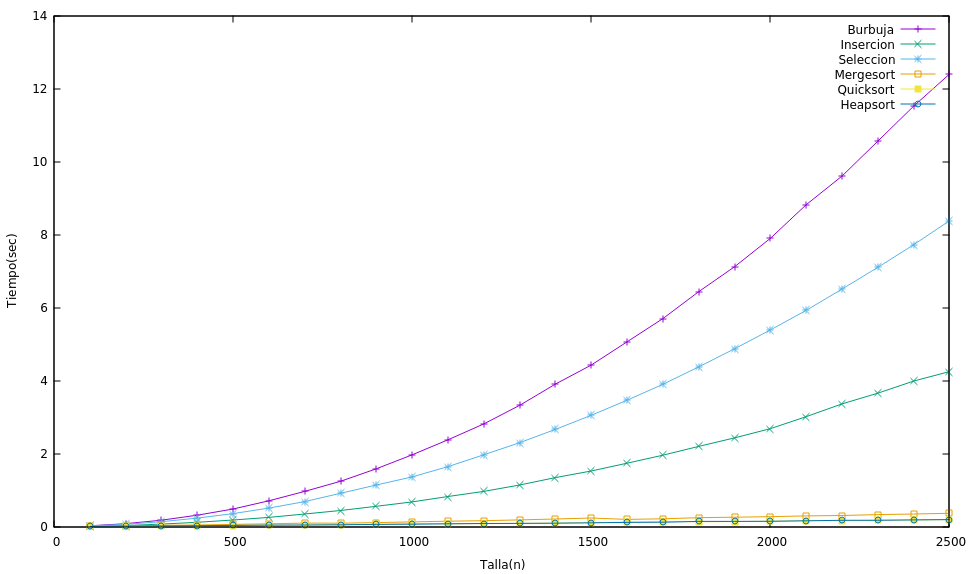 14
12
10
8
6
4
2
0
Tiempo(sec)
Burbuja
Insercion
Seleccion
Mergesort
Quicksort
Heapsort
0 500 1000 1500 2000 2500
Talla(n)